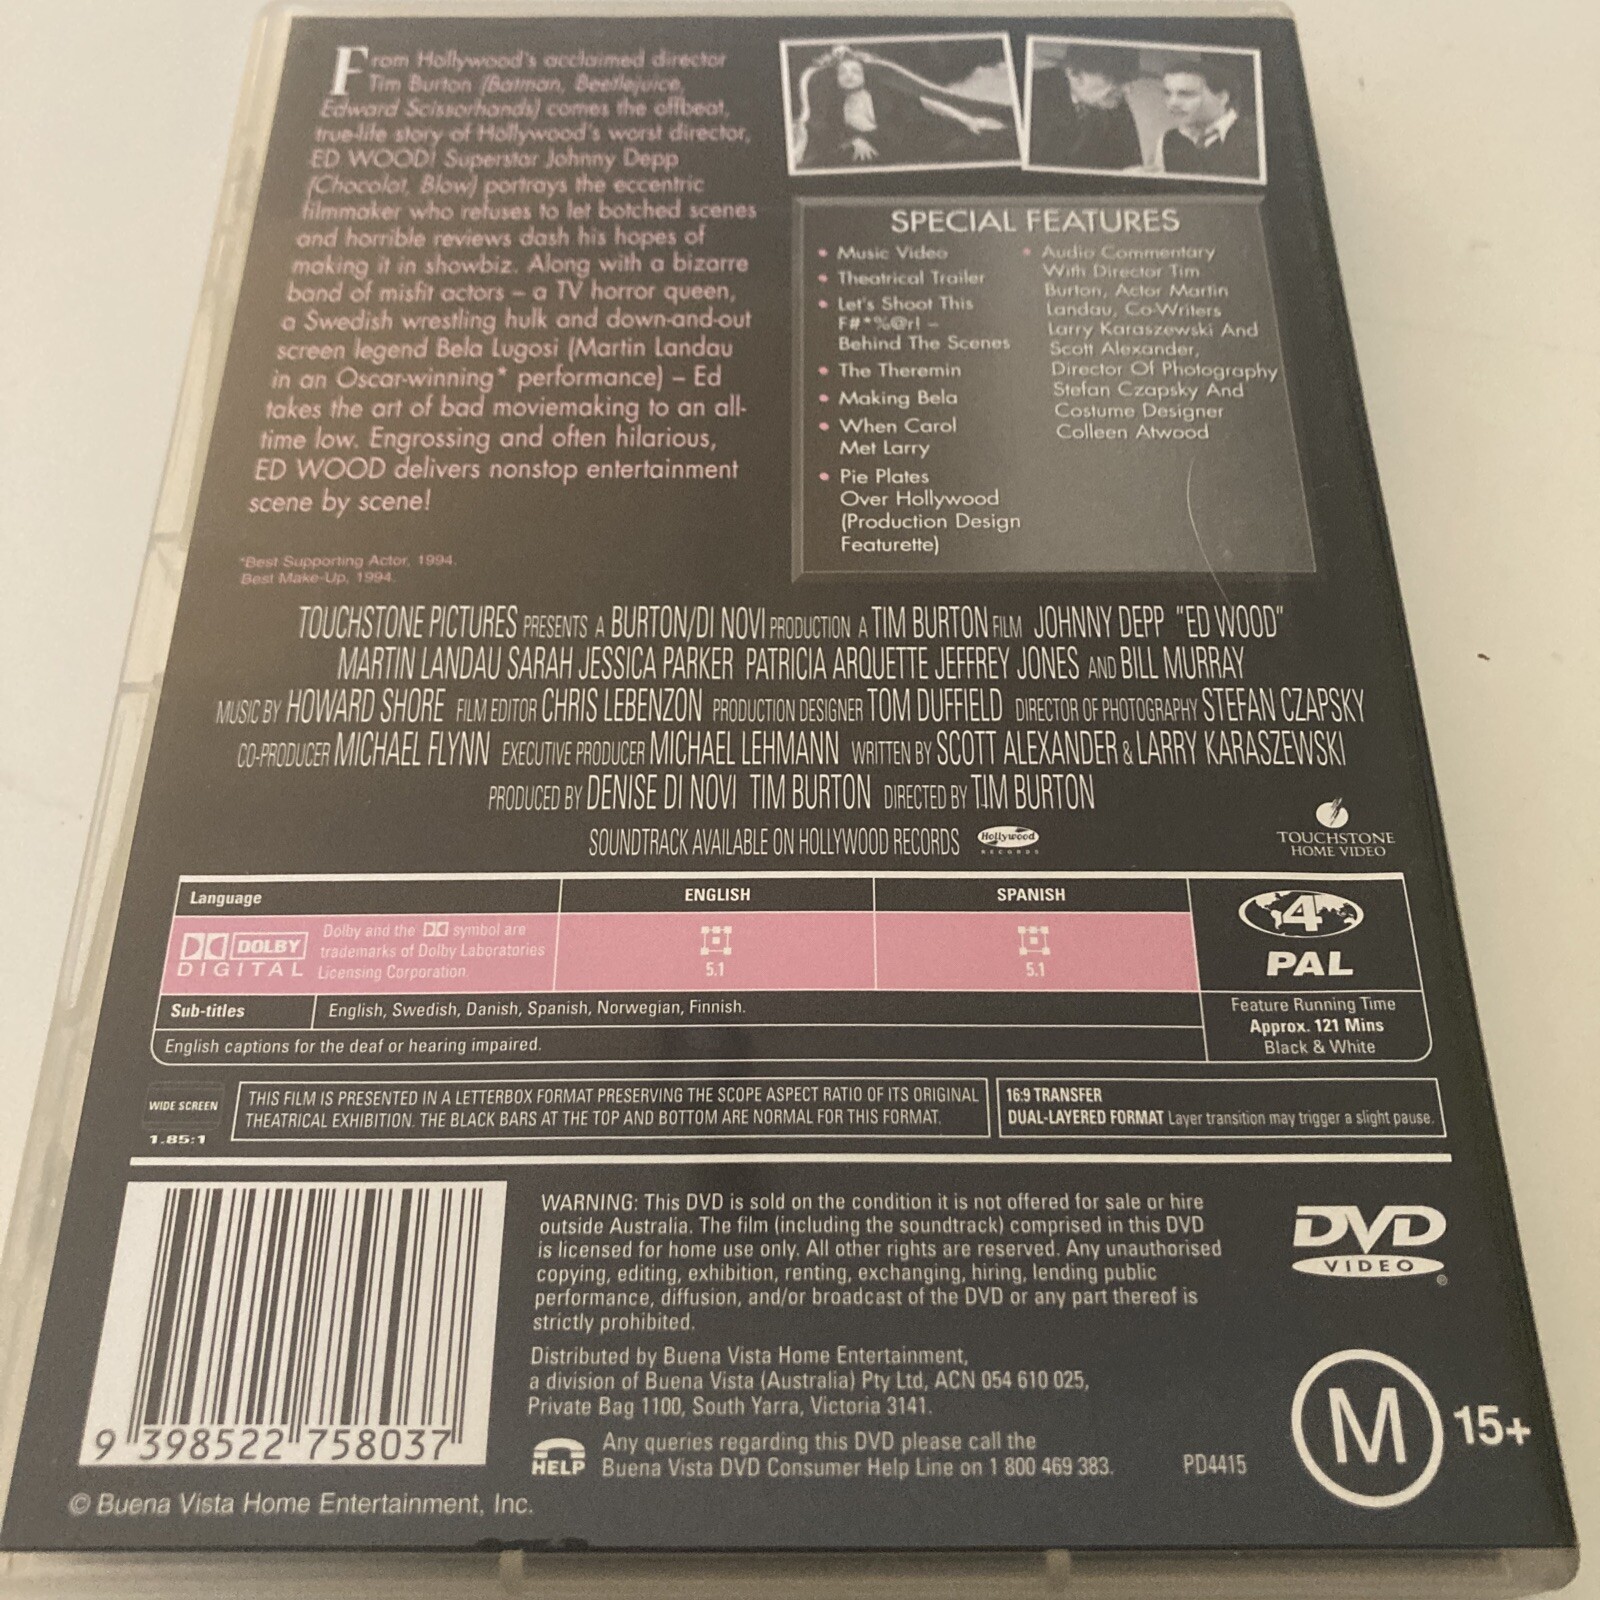 From Hollywood's acclaimed director
Tim Burton (Batman, Beetlejuice,
Edward Scissorhands) comes the offbeat,
true-life story of Hollywood's worst director,
ED WOOD! Superstar Johnny Depp
(Chocolat, Blow) portrays the eccentric
filmmaker who refuses to let botched scenes
and horrible reviews dash his hopes of
making it in showbiz. Along with a bizarre
band of misfit actors – a TV horror queen,
a Swedish wrestling hulk and down-and-out
screen legend Bela Lugosi (Martin Landau
in an Oscar-winning* performance) – Ed
takes the art of bad moviemaking to an all-
time low. Engrossing and often hilarious,
ED WOOD delivers nonstop entertainment
scene by scene!
*Best Supporting Actor, 1994.
Best Make-Up, 1994.
SPECIAL FEATURES
• Music Video
• Theatrical Trailer
• Let's Shoot This
F#*%@r! –
Behind The Scenes
• The Theremin
• Making Bela
• When Carol
Met Larry
• Pie Plates
Over Hollywood
(Production Design
Featurette)
• Audio Commentary
With Director Tim
Burton, Actor Martin
Landau, Co-Writers
Larry Karaszewski And
Scott Alexander,
Director Of Photography
Stefan Czapsky And
Costume Designer
Colleen Atwood
TOUCHSTONE PICTURES PRESENTS A BURTON/DI NOVI PRODUCTION A TIM BURTON FILM JOHNNY DEPP "ED WOOD"
MARTIN LANDAU SARAH JESSICA PARKER PATRICIA ARQUETTE JEFFREY JONES AND BILL MURRAY
MUSIC BY HOWARD SHORE FILM EDITOR CHRIS LEBENZON PRODUCTION DESIGNER TOM DUFFIELD DIRECTOR OF PHOTOGRAPHY STEFAN CZAPSKY
CO-PRODUCER MICHAEL FLYNN EXECUTIVE PRODUCER MICHAEL LEHMANN WRITTEN BY SCOTT ALEXANDER & LARRY KARASZEWSKI
PRODUCED BY DENISE DI NOVI TIM BURTON DIRECTED BY TIM BURTON
SOUNDTRACK AVAILABLE ON HOLLYWOOD RECORDS Hollywood RECORDS
TOUCHSTONE
HOME VIDEO
Language ENGLISH SPANISH
DOLBY
DIGITAL
Dolby and the symbol are
trademarks of Dolby Laboratories
Licensing Corporation
5.1 5.1
4
PAL
Sub-titles English, Swedish, Danish, Spanish, Norwegian, Finnish.
English captions for the deaf or hearing impaired.
Feature Running Time
Approx. 121 Mins
Black & White
WIDE SCREEN
1.85:1
THIS FILM IS PRESENTED IN A LETTERBOX FORMAT PRESERVING THE SCOPE ASPECT RATIO OF ITS ORIGINAL
THEATRICAL EXHIBITION. THE BLACK BARS AT THE TOP AND BOTTOM ARE NORMAL FOR THIS FORMAT.
16:9 TRANSFER
DUAL-LAYERED FORMAT Layer transition may trigger a slight pause.
WARNING: This DVD is sold on the condition it is not offered for sale or hire
outside Australia. The film (including the soundtrack) comprised in this DVD
is licensed for home use only. All other rights are reserved. Any unauthorised
copying, editing, exhibition, renting, exchanging, hiring, lending public
performance, diffusion, and/or broadcast of the DVD or any part thereof is
strictly prohibited.
Distributed by Buena Vista Home Entertainment,
a division of Buena Vista (Australia) Pty Ltd, ACN 054 610 025,
Private Bag 1100, South Yarra, Victoria 3141.
HELP
Any queries regarding this DVD please call the
Buena Vista DVD Consumer Help Line on 1 800 469 383.
PD4415
DVD
VIDEO
®
M 15+
9 398522 758037
© Buena Vista Home Entertainment, Inc.